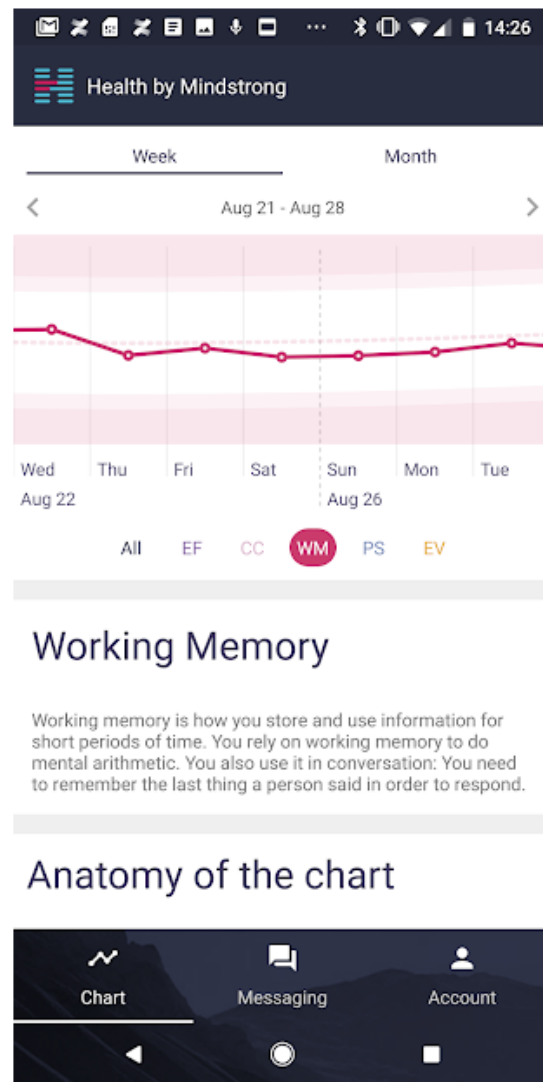 14:26
Health by Mindstrong
Week Month
Aug 21 - Aug 28
Wed Thu Fri Sat Sun Mon Tue
Aug 22 Aug 26
All EF CC WM PS EV
Working Memory
Working memory is how you store and use information for
short periods of time. You rely on working memory to do
mental arithmetic. You also use it in conversation: You need
to remember the last thing a person said in order to respond.
Anatomy of the chart
Chart Messaging Account